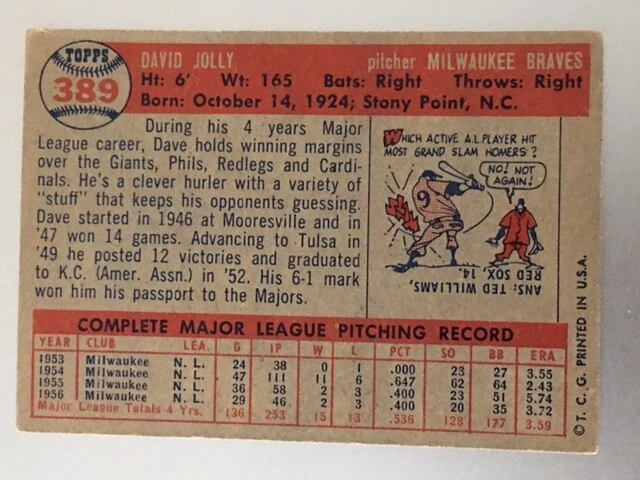 TOPPS
389
DAVID JOLLY pitcher MILWAUKEE BRAVES
Ht: 6' Wt: 165 Bats: Right Throws: Right
Born: October 14, 1924; Stony Point, N.C.
During his 4 years Major
League career, Dave holds winning margins
over the Giants, Phils, Redlegs and Cardi-
nals. He's a clever hurler with a variety of
"stuff" that keeps his opponents guessing.
Dave started in 1946 at Mooresville and in
'47 won 14 games. Advancing to Tulsa in
'49 he posted 12 victories and graduated
to K.C. (Amer. Assn.) in '52. His 6-1 mark
won him his passport to the Majors.
WHICH ACTIVE A.L. PLAYER HIT
MOST GRAND SLAM HOMERS?
NO! NOT
AGAIN!
9
ANS: TED WILLIAMS,
RED SOX, 14.
COMPLETE MAJOR LEAGUE PITCHING RECORD
YEAR CLUB LEA. G IP W L PCT SO BB ERA
1953 Milwaukee N. L. 24 38 0 1 .000 23 27 3.55
1954 Milwaukee N. L. 47 111 11 6 .647 62 64 2.43
1955 Milwaukee N. L. 36 58 2 3 .400 23 51 5.74
1956 Milwaukee N. L. 29 46 2 3 .400 20 35 3.72
Major League Totals 4 Yrs. 136 253 15 13 .536 128 177 3.59
© T. C. G. PRINTED IN U.S.A.